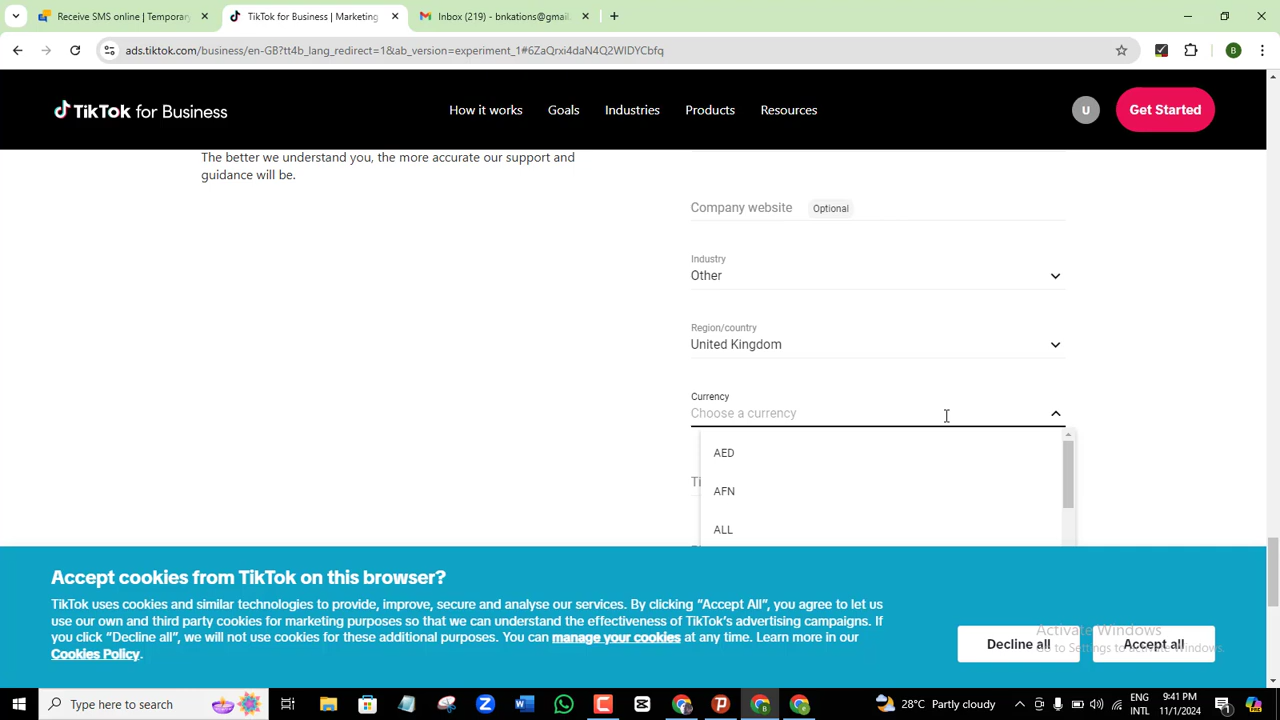 Receive SMS online | Temporar
TikTok for Business | Marketing
Inbox (219) - bnkations@gmail.
ads.tiktok.com/business/en-GB?tt4b_lang_redirect=1&ab_version=experiment_1#6ZaQrxi4daN4Q2WIDYCbfq
B
TikTok for Business
How it works
Goals
Industries
Products
Resources
U
Get Started
The better we understand you, the more accurate our support and
guidance will be.
Company website Optional
Industry
Other
Region/country
United Kingdom
Currency
Choose a currency
AED
AFN
ALL
Accept cookies from TikTok on this browser?
TikTok uses cookies and similar technologies to provide, improve, secure and analyse our services. By clicking “Accept All”, you agree to let us
use our own and third party cookies for marketing purposes so that we can understand the effectiveness of TikTok’s advertising campaigns. If
you click “Decline all”, we will not use cookies for these additional purposes. You can manage your cookies at any time. Learn more in our
Cookies Policy.
Decline all
Accept all
Activate Windows
Go to Settings to activate Windows.
Type here to search
28°C Partly cloudy
ENG
INTL
9:41 PM
11/1/2024